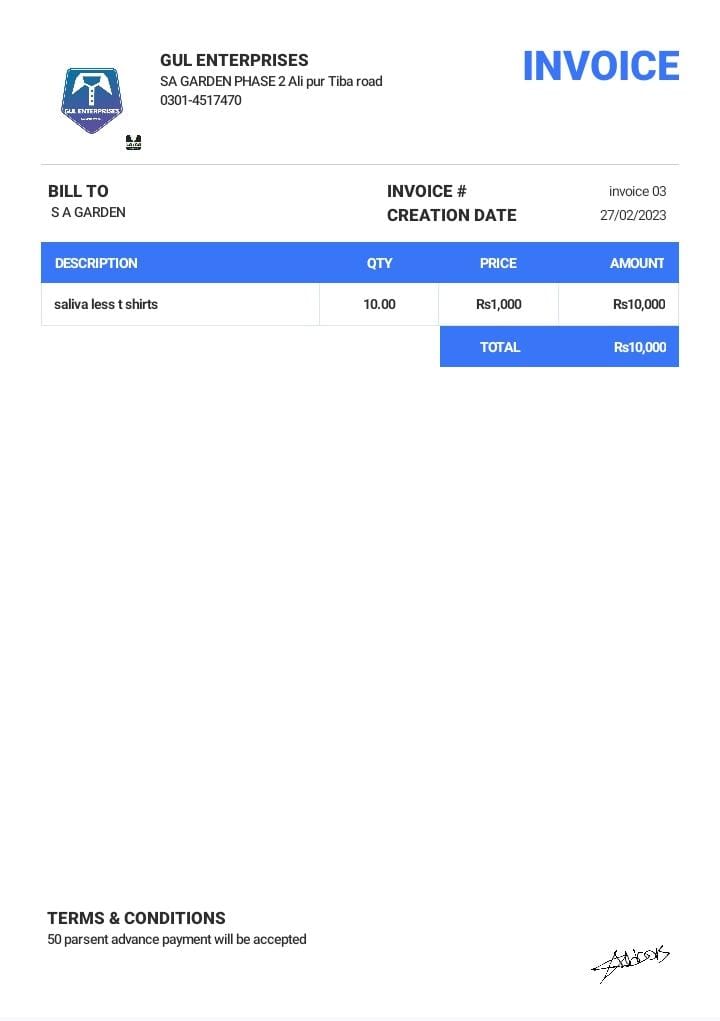 GUL ENTERPRISES
SA GARDEN PHASE 2 Ali pur Tiba road
0301-4517470
INVOICE
GUL ENTERPRISES
BILL TO
S A GARDEN
INVOICE # invoice 03
CREATION DATE 27/02/2023
DESCRIPTION QTY PRICE AMOUNT
saliva less t shirts 10.00 Rs1,000 Rs10,000
TOTAL Rs10,000
TERMS & CONDITIONS
50 parsent advance payment will be accepted